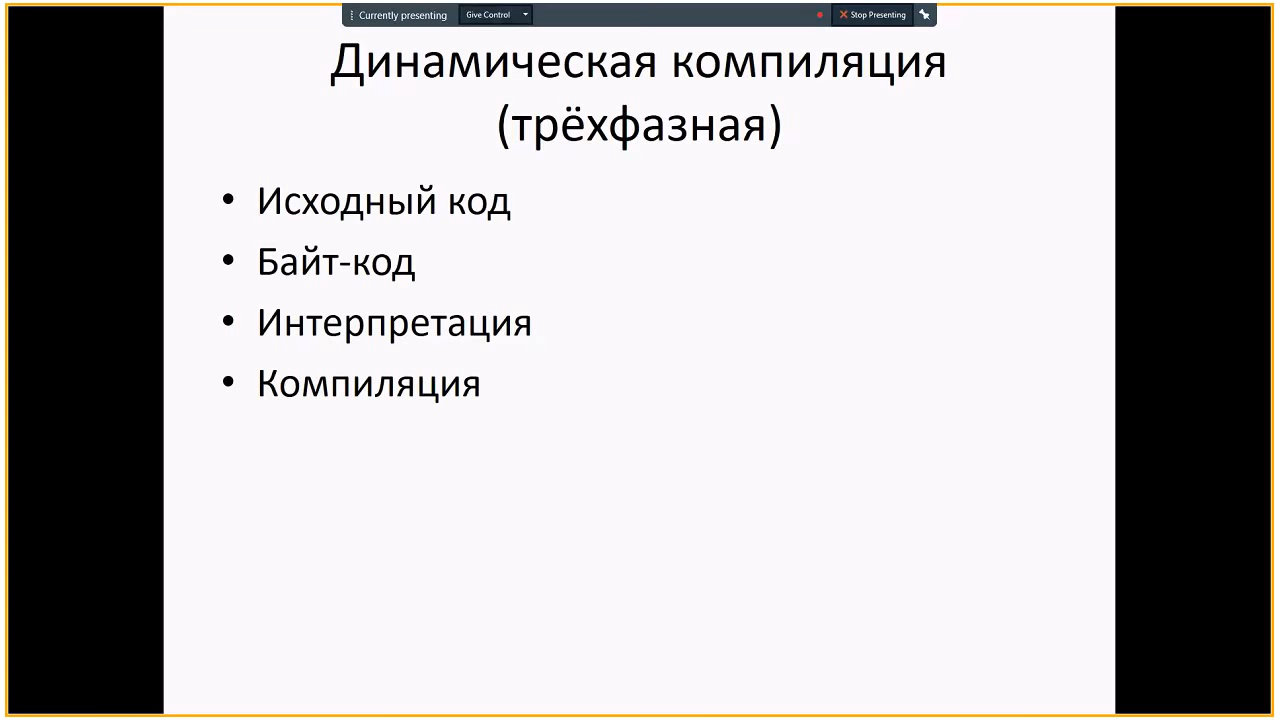 Currently presenting Give Control Stop Presenting
Динамическая компиляция
(трёхфазная)
• Исходный код
• Байт-код
• Интерпретация
• Компиляция